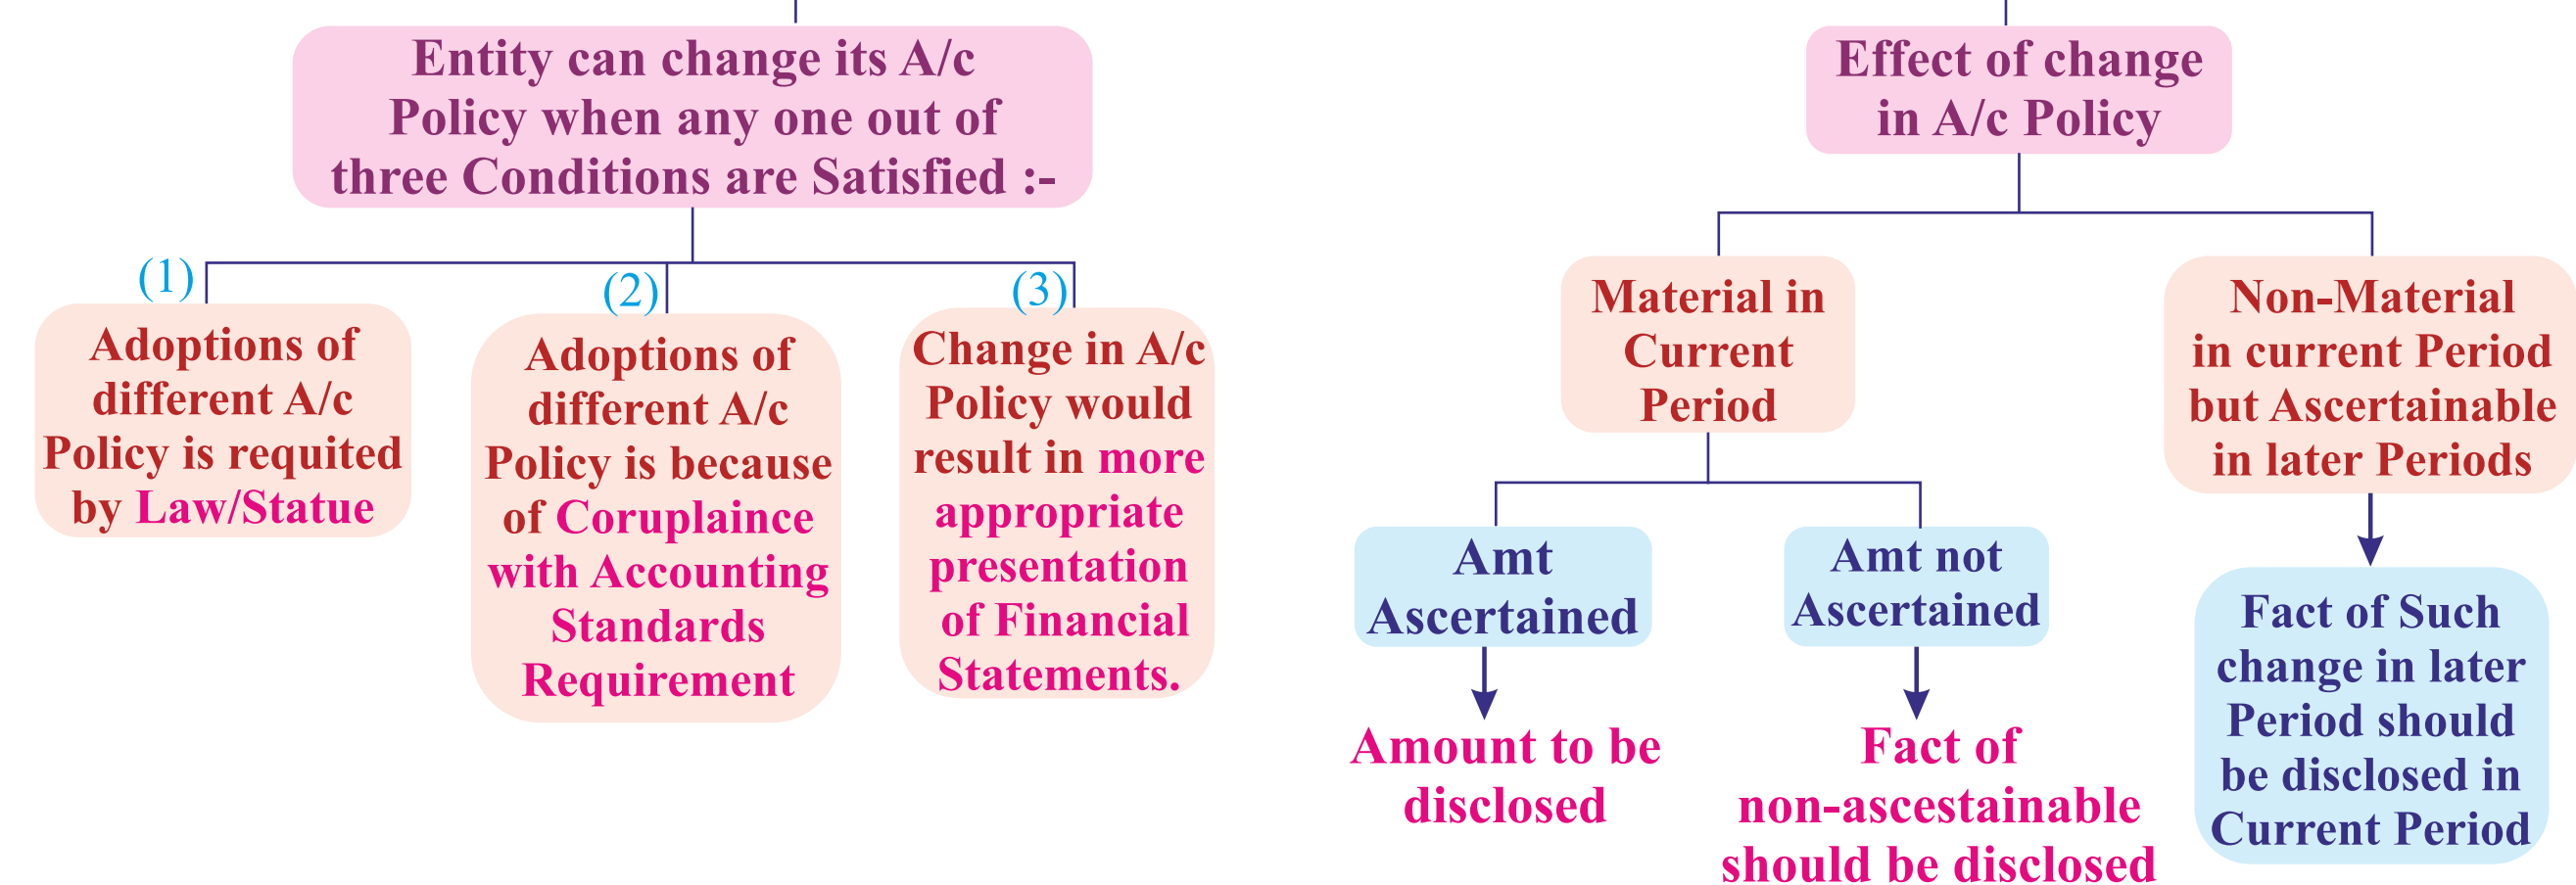 Entity can change its A/c
Policy when any one out of
three Conditions are Satisfied :-
(1)
Adoptions of
different A/c
Policy is requited
by Law/Statue
(2)
Adoptions of
different A/c
Policy is because
of Coruplaince
with Accounting
Standards
Requirement
(3)
Change in A/c
Policy would
result in more
appropriate
presentation
of Financial
Statements.
Effect of change
in A/c Policy
Material in
Current
Period
Amt
Ascertained
Amount to be
disclosed
Amt not
Ascertained
Fact of
non-ascestainable
should be disclosed
Non-Material
in current Period
but Ascertainable
in later Periods
Fact of Such
change in later
Period should
be disclosed in
Current Period